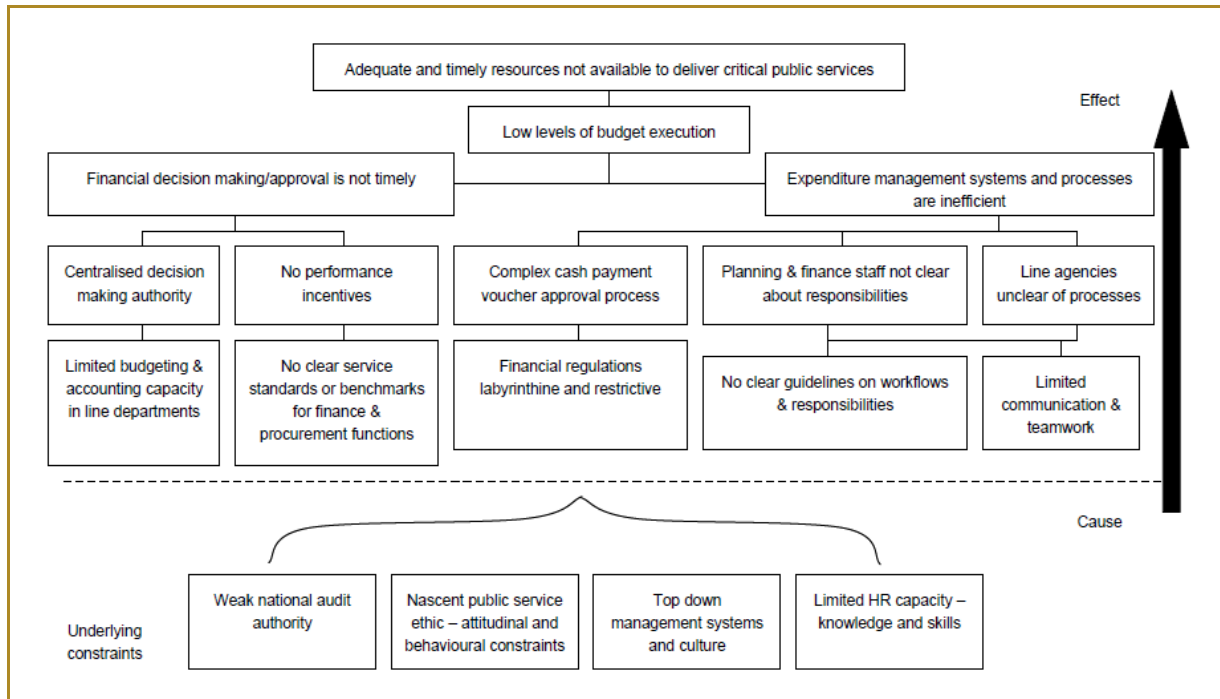 Adequate and timely resources not available to deliver critical public services
Effect
Low levels of budget execution
Financial decision making/approval is not timely
Expenditure management systems and processes
are inefficient
Centralised decision
making authority
No performance
incentives
Complex cash payment
voucher approval process
Planning & finance staff not clear
about responsibilities
Line agencies
unclear of processes
Limited budgeting &
accounting capacity
in line departments
No clear service
standards or benchmarks
for finance &
procurement functions
Financial regulations
labyrinthine and restrictive
No clear guidelines on workflows
& responsibilities
Limited
communication &
teamwork
Cause
Underlying
constraints
Weak national audit
authority
Nascent public service
ethic – attitudinal and
behavioural constraints
Top down
management systems
and culture
Limited HR capacity –
knowledge and skills